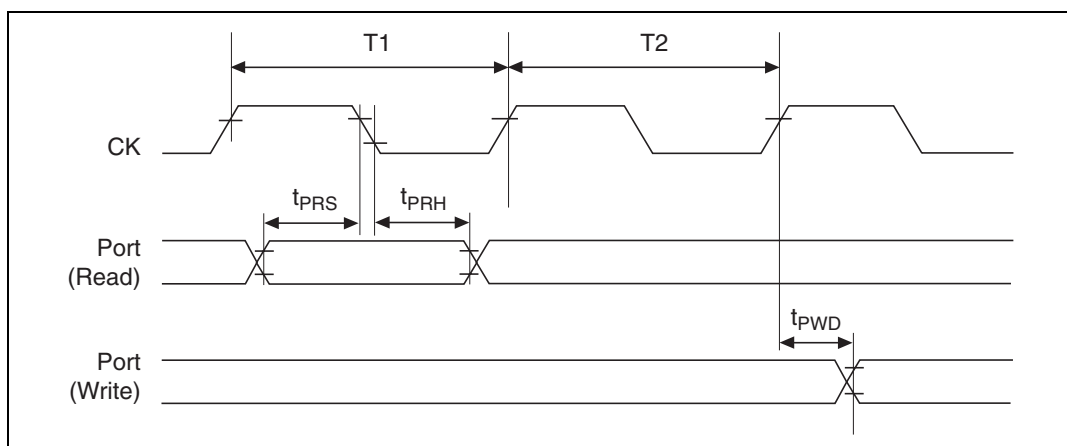 T1 T2
CK
tPRS tPRH
Port
(Read)
tPWD
Port
(Write)